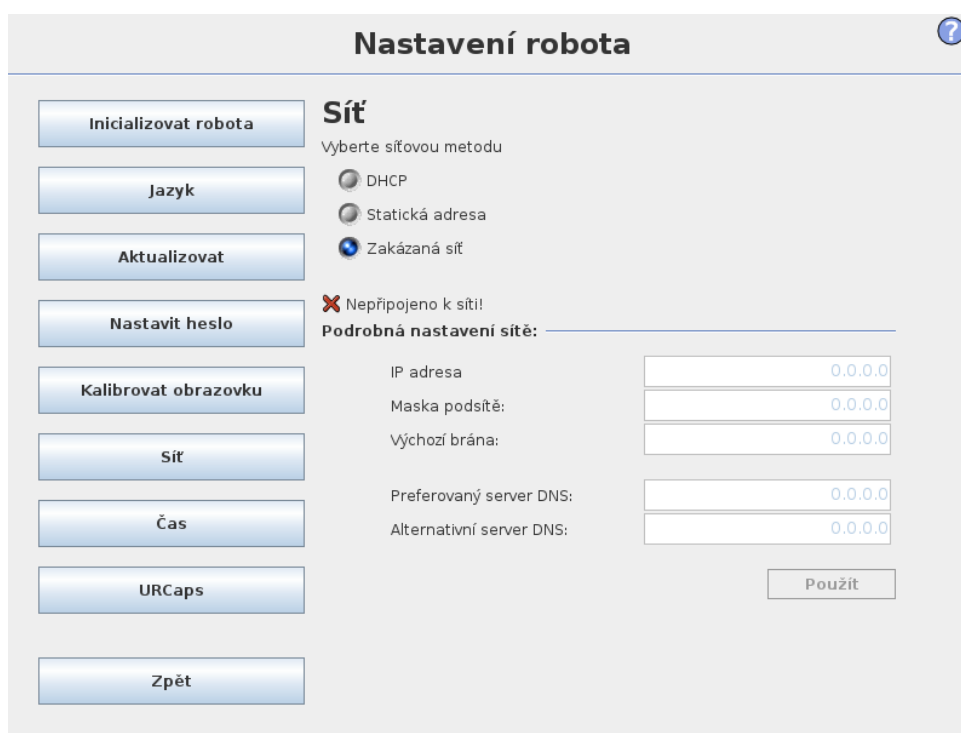 Nastavení robota
?
Inicializovat robota
Jazyk
Aktualizovat
Nastavit heslo
Kalibrovat obrazovku
Síť
Čas
URCaps
Zpět
Síť
Vyberte síťovou metodu
DHCP
Statická adresa
Zakázaná síť
Nepřipojeno k síti!
Podrobná nastavení sítě:
IP adresa 0.0.0.0
Maska podsítě: 0.0.0.0
Výchozí brána: 0.0.0.0
Preferovaný server DNS: 0.0.0.0
Alternativní server DNS: 0.0.0.0
Použít